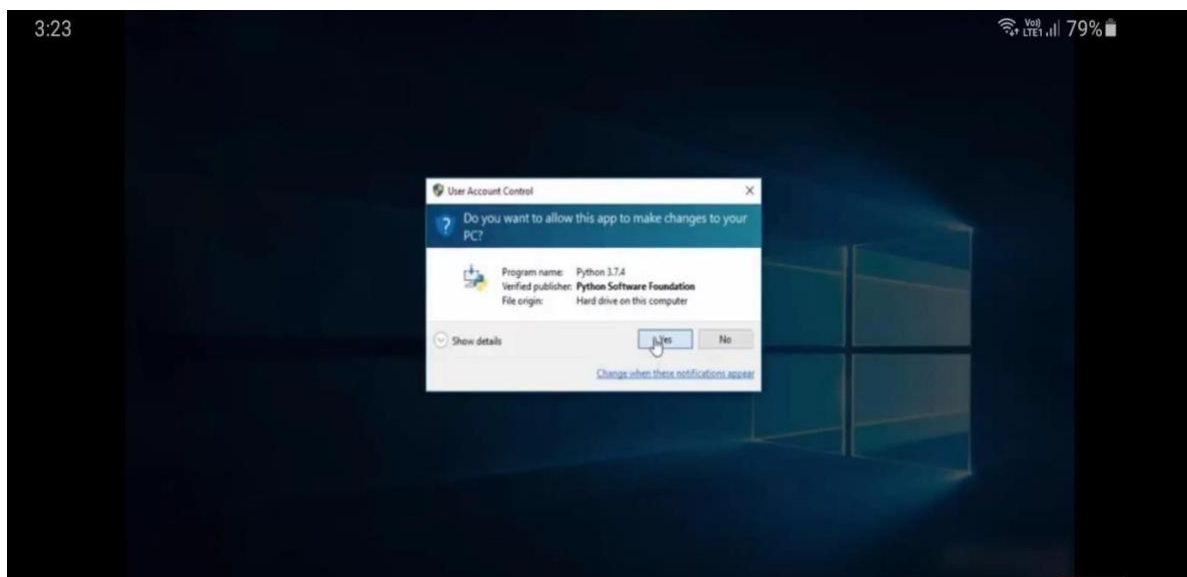 3:23
Vo)) LTE1 79%
User Account Control
Do you want to allow this app to make changes to your
PC?
Program name: Python 3.7.4
Verified publisher: Python Software Foundation
File origin: Hard drive on this computer
Show details
Yes No
Change when these notifications appear